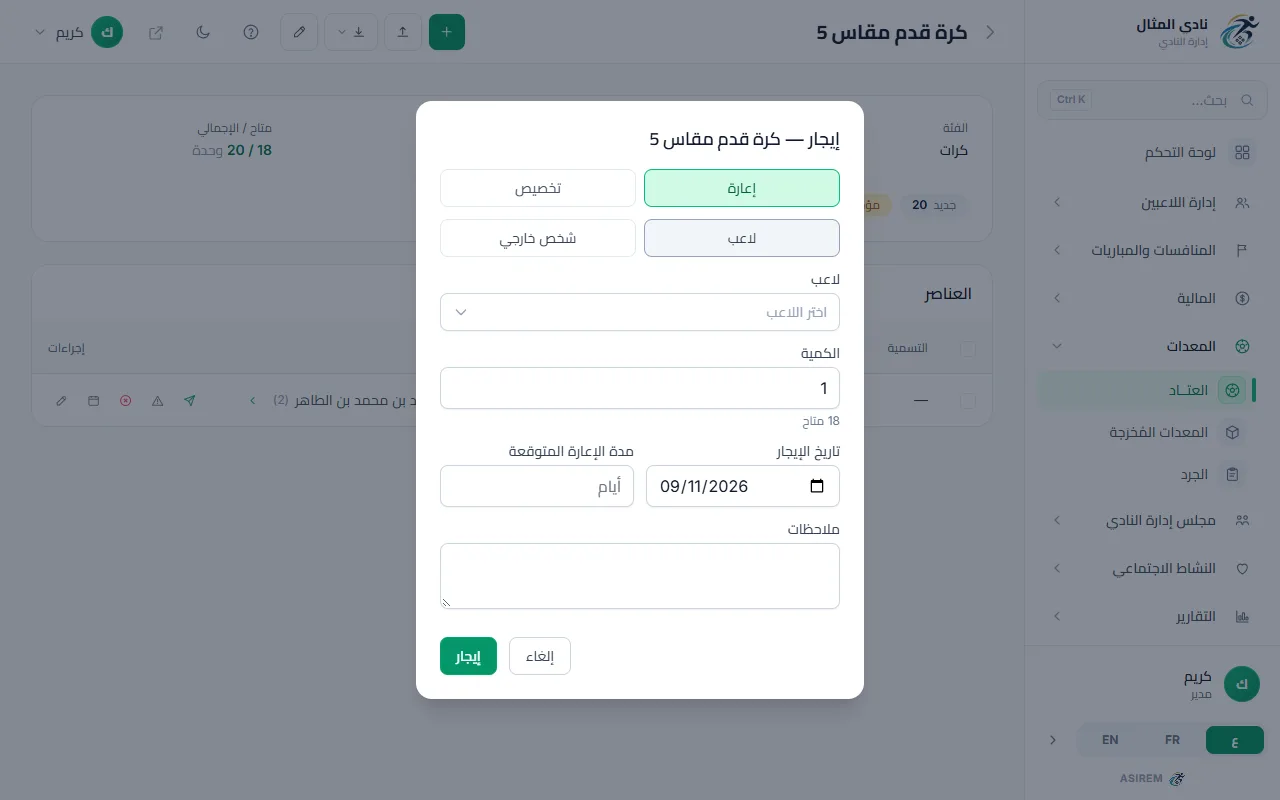 نادي المثال
إدارة النادي
كرة قدم مقاس 5
ك
كريم
بحث...
Ctrl K
لوحة التحكم
إدارة اللاعبين
المنافسات والمباريات
المالية
المعدات
العتــاد
المعدات المُخرَجة
الجرد
مجلس إدارة النادي
النشاط الاجتماعي
التقارير
ك
كريم
مدير
ع
FR
EN
ASIREM
الفئة
كرات
متاح / الإجمالي
18 / 20 وحدة
جديد 20
العناصر
التسمية
إجراءات
—
د بن محمد بن الطاهر (2)
إيجار — كرة قدم مقاس 5
إعارة
تخصيص
لاعب
شخص خارجي
لاعب
اختر اللاعب
الكمية
1
18 متاح
تاريخ الإيجار
مدة الإعارة المتوقعة
09/11/2026
أيام
ملاحظات
إلغاء
إيجار